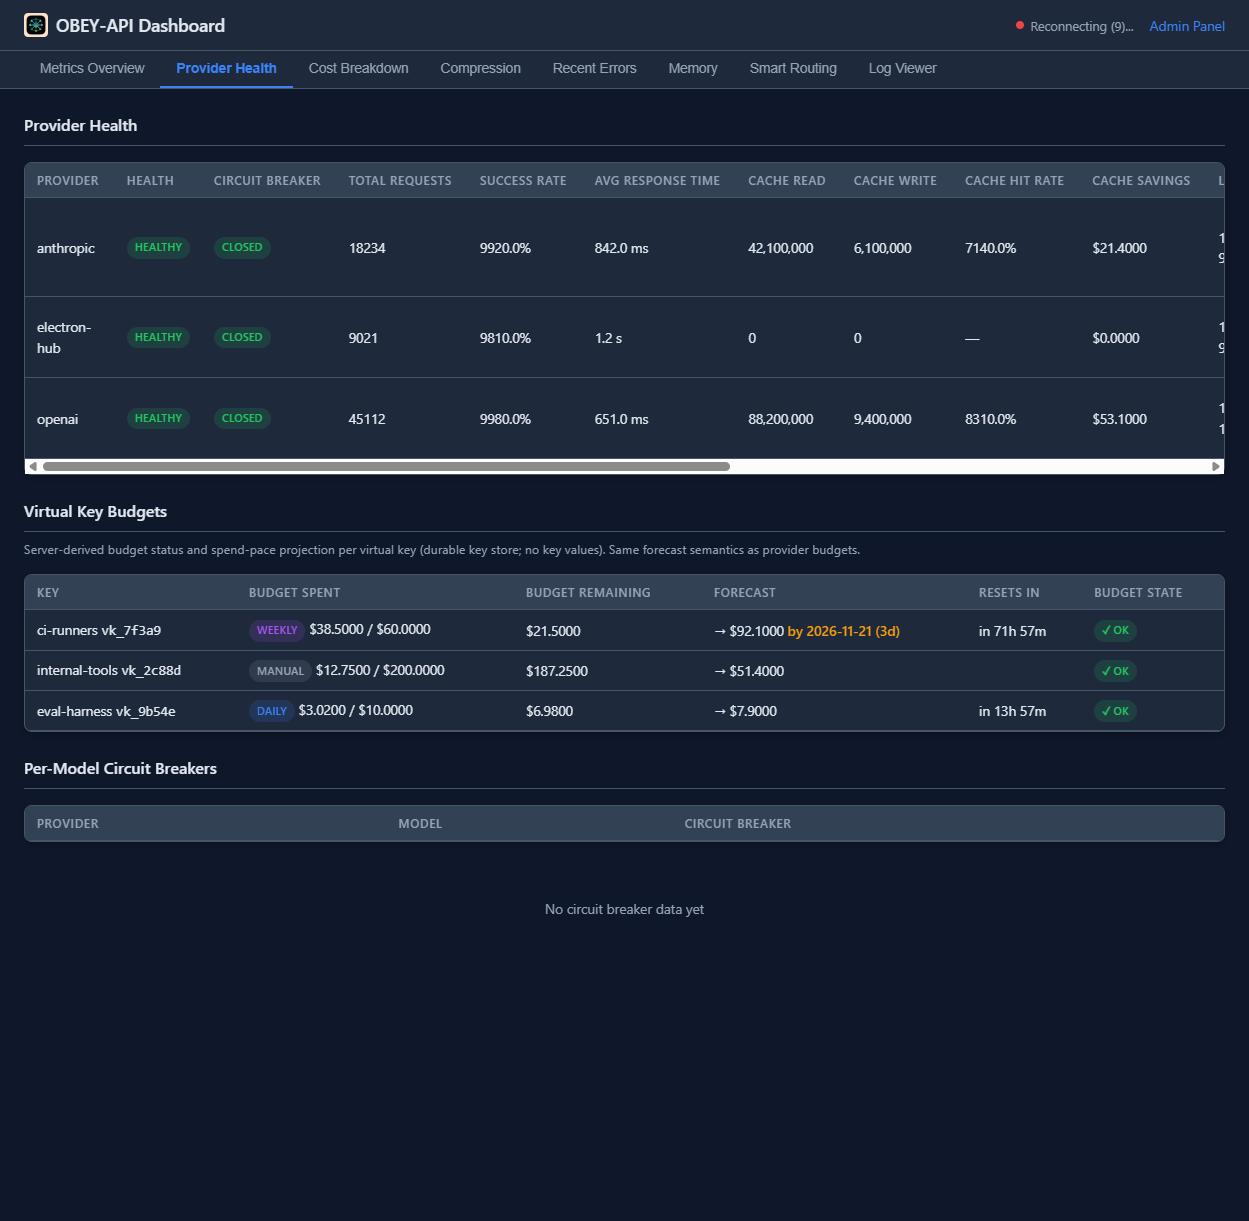 OBEY-API Dashboard
Reconnecting (9)... Admin Panel
Metrics Overview Provider Health Cost Breakdown Compression Recent Errors Memory Smart Routing Log Viewer
Provider Health
PROVIDER HEALTH CIRCUIT BREAKER TOTAL REQUESTS SUCCESS RATE AVG RESPONSE TIME CACHE READ CACHE WRITE CACHE HIT RATE CACHE SAVINGS L
anthropic HEALTHY CLOSED 18234 9920.0% 842.0 ms 42,100,000 6,100,000 7140.0% $21.4000
electron-
hub HEALTHY CLOSED 9021 9810.0% 1.2 s 0 0 — $0.0000
openai HEALTHY CLOSED 45112 9980.0% 651.0 ms 88,200,000 9,400,000 8310.0% $53.1000
Virtual Key Budgets
Server-derived budget status and spend-pace projection per virtual key (durable key store; no key values). Same forecast semantics as provider budgets.
KEY BUDGET SPENT BUDGET REMAINING FORECAST RESETS IN BUDGET STATE
ci-runners vk_7f3a9 WEEKLY $38.5000 / $60.0000 $21.5000 → $92.1000 by 2026-11-21 (3d) in 71h 57m ✓ OK
internal-tools vk_2c88d MANUAL $12.7500 / $200.0000 $187.2500 → $51.4000 ✓ OK
eval-harness vk_9b54e DAILY $3.0200 / $10.0000 $6.9800 → $7.9000 in 13h 57m ✓ OK
Per-Model Circuit Breakers
PROVIDER MODEL CIRCUIT BREAKER
No circuit breaker data yet